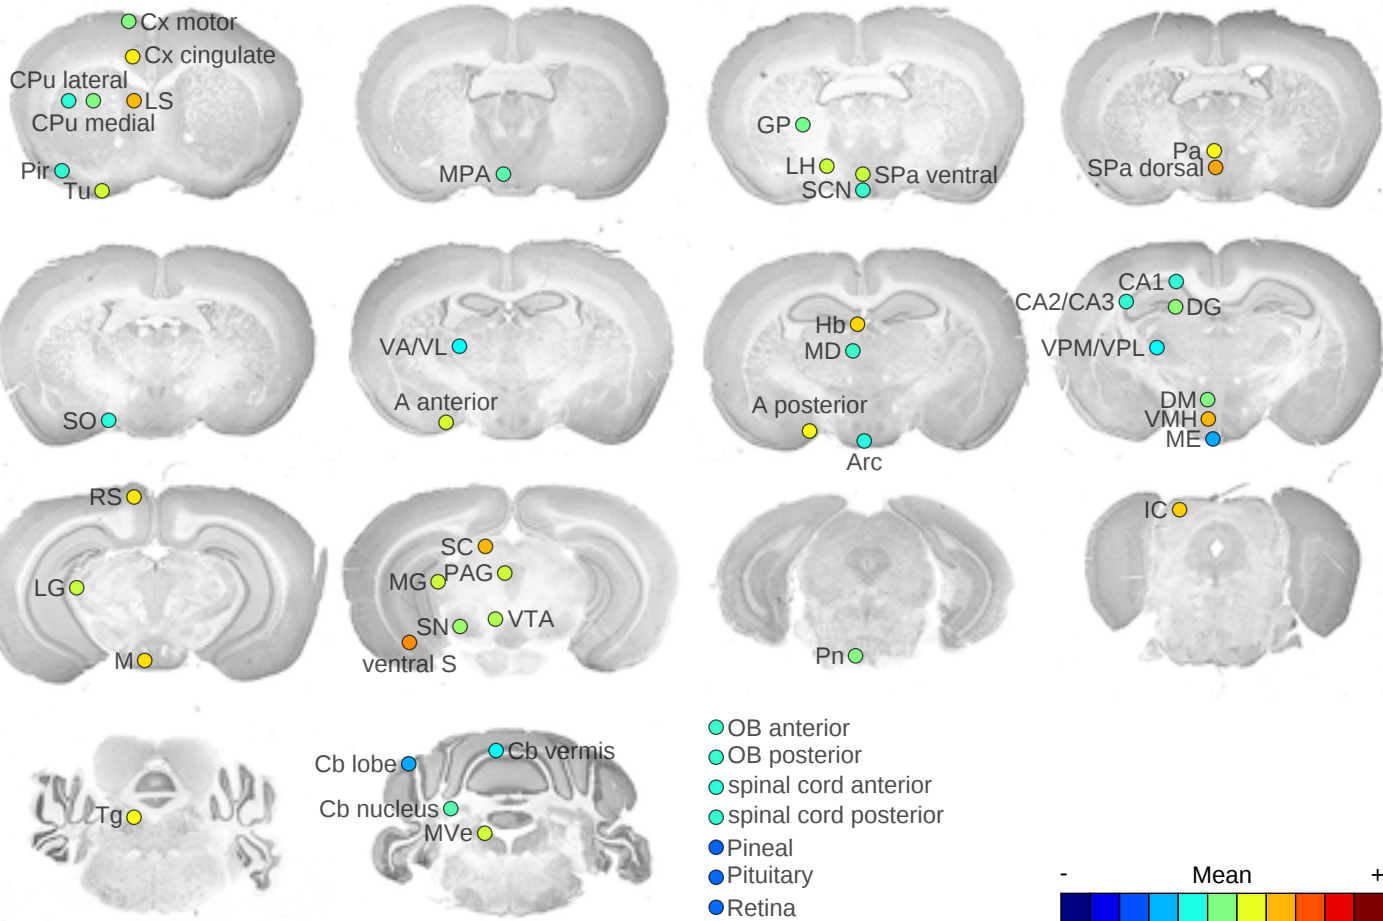 Cx motor
Cx cingulate
CPu lateral
LS
CPu medial
Pir
Tu
MPA
GP
LH
SPa ventral
SCN
Pa
SPa dorsal
SO
VA/VL
A anterior
Hb
MD
A posterior
Arc
CA1
CA2/CA3
DG
VPM/VPL
DM
VMH
ME
RS
LG
M
SC
MG
PAG
SN
VTA
ventral S
Pn
IC
Tg
Cb lobe
Cb vermis
Cb nucleus
MVe
OB anterior
OB posterior
spinal cord anterior
spinal cord posterior
Pineal
Pituitary
Retina
- Mean +